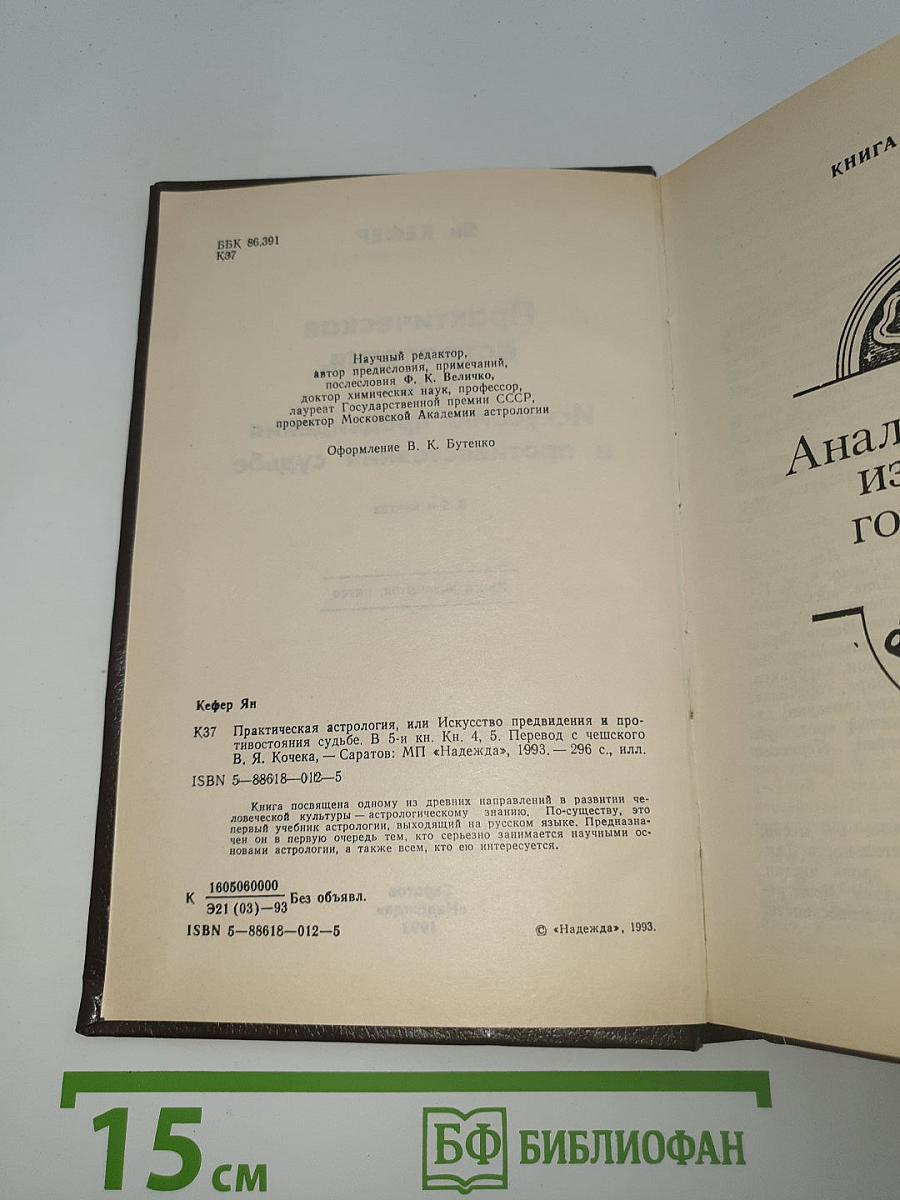 ББК 86,391
К37
Научный редактор,
автор предисловия, примечаний,
послесловия Ф. К. Величко,
доктор химических наук, профессор,
лауреат Государственной премии СССР,
проректор Московской Академии астрологии
Оформление В. К. Бутенко
Кефер Ян
К37 Практическая астрология, или Искусство предвидения и про-
тивостояния судьбе. В 5-и кн. Кн. 4, 5. Перевод с чешского
В. Я. Кочека, — Саратов: МП «Надежда», 1993. — 296 с., илл.
ISBN 5—88618—012—5
Книга посвящена одному из древних направлений в развитии че-
ловеческой культуры — астрологическому знанию. По-существу, это
первый учебник астрологии, выходящий на русском языке. Предназна-
чен он в первую очередь тем, кто серьезно занимается научными ос-
новами астрологии, а также всем, кто ею интересуется.
К 1605060000
Э21 (03)—93 Без объявл.
ISBN 5—88618—012—5
© «Надежда», 1993.
КНИГА
Анал
из
го
15 см
БФ БИБЛИОФАН